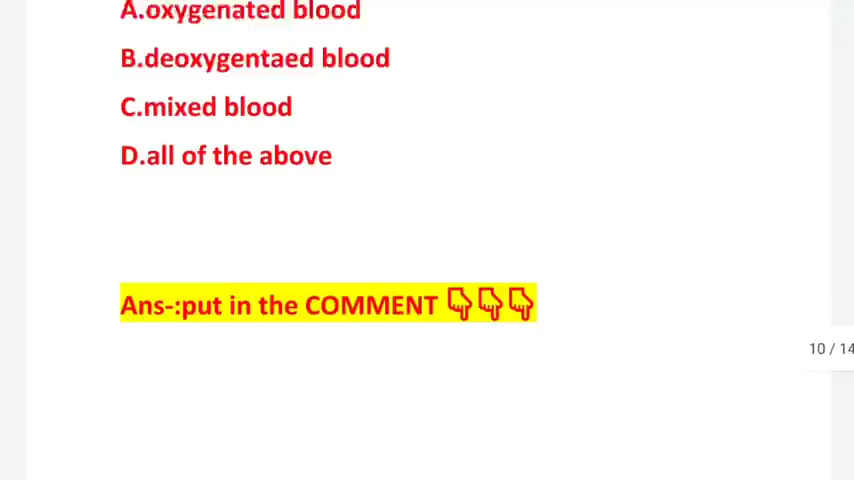 A.oxygenated blood
B.deoxygentaed blood
C.mixed blood
D.all of the above
Ans-:put in the COMMENT 👇👇👇
10 / 14